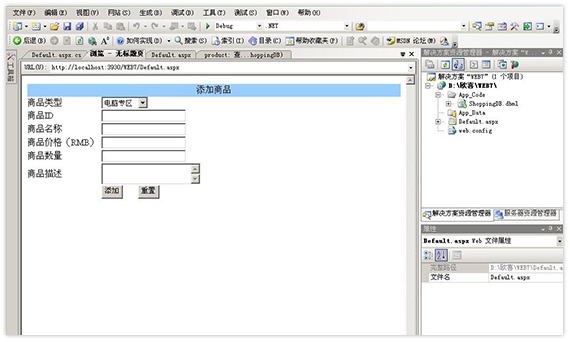 文件(F) 编辑(E) 视图(V) 网站(S) 生成(B) 调试(D) 工具(T) 测试(S) 窗口(W) 帮助(H)
Debug .NET
后退(B) 如何实现(D) 搜索(S) 索引(I) 目录(C) 帮助收藏夹(F) MSDN 论坛(W)
Default.aspx.cs 浏览 - 无标题页 Default.aspx product: 查...hoppingDB)
URL(U): http://localhost:3930/WEB7/Default.aspx
工具箱
添加商品
商品类型 电脑专区
商品ID
商品名称
商品价格（RMB）
商品数量
商品描述
添加 重置
解决方案资源管理器 - 解决方案 "W...
解决方案"WEB7"(1 个项目)
D:\欧客\WEB7\
App_Code
ShoppingDB.dbml
App_Data
Default.aspx
web.config
解决方案资源管理器 服务器资源管理器
属性
Default.aspx Web 文件属性
完整路径 D:\欧客\WEB7\Default.a
文件名 Default.aspx